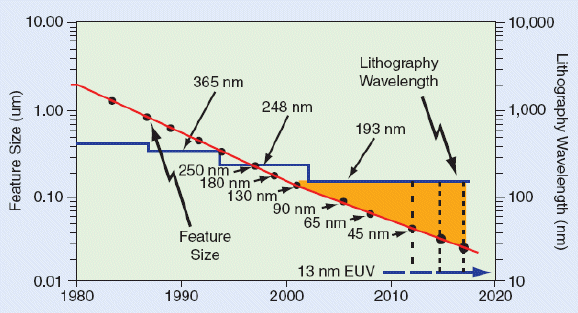 10.00
1.00
0.10
0.01
Feature Size (um)
10,000
1,000
100
10
Lithography Wavelength (nm)
1980
1990
2000
2010
2020
365 nm
248 nm
193 nm
Lithography
Wavelength
250 nm
180 nm
130 nm
90 nm
65 nm
45 nm
Feature
Size
13 nm EUV